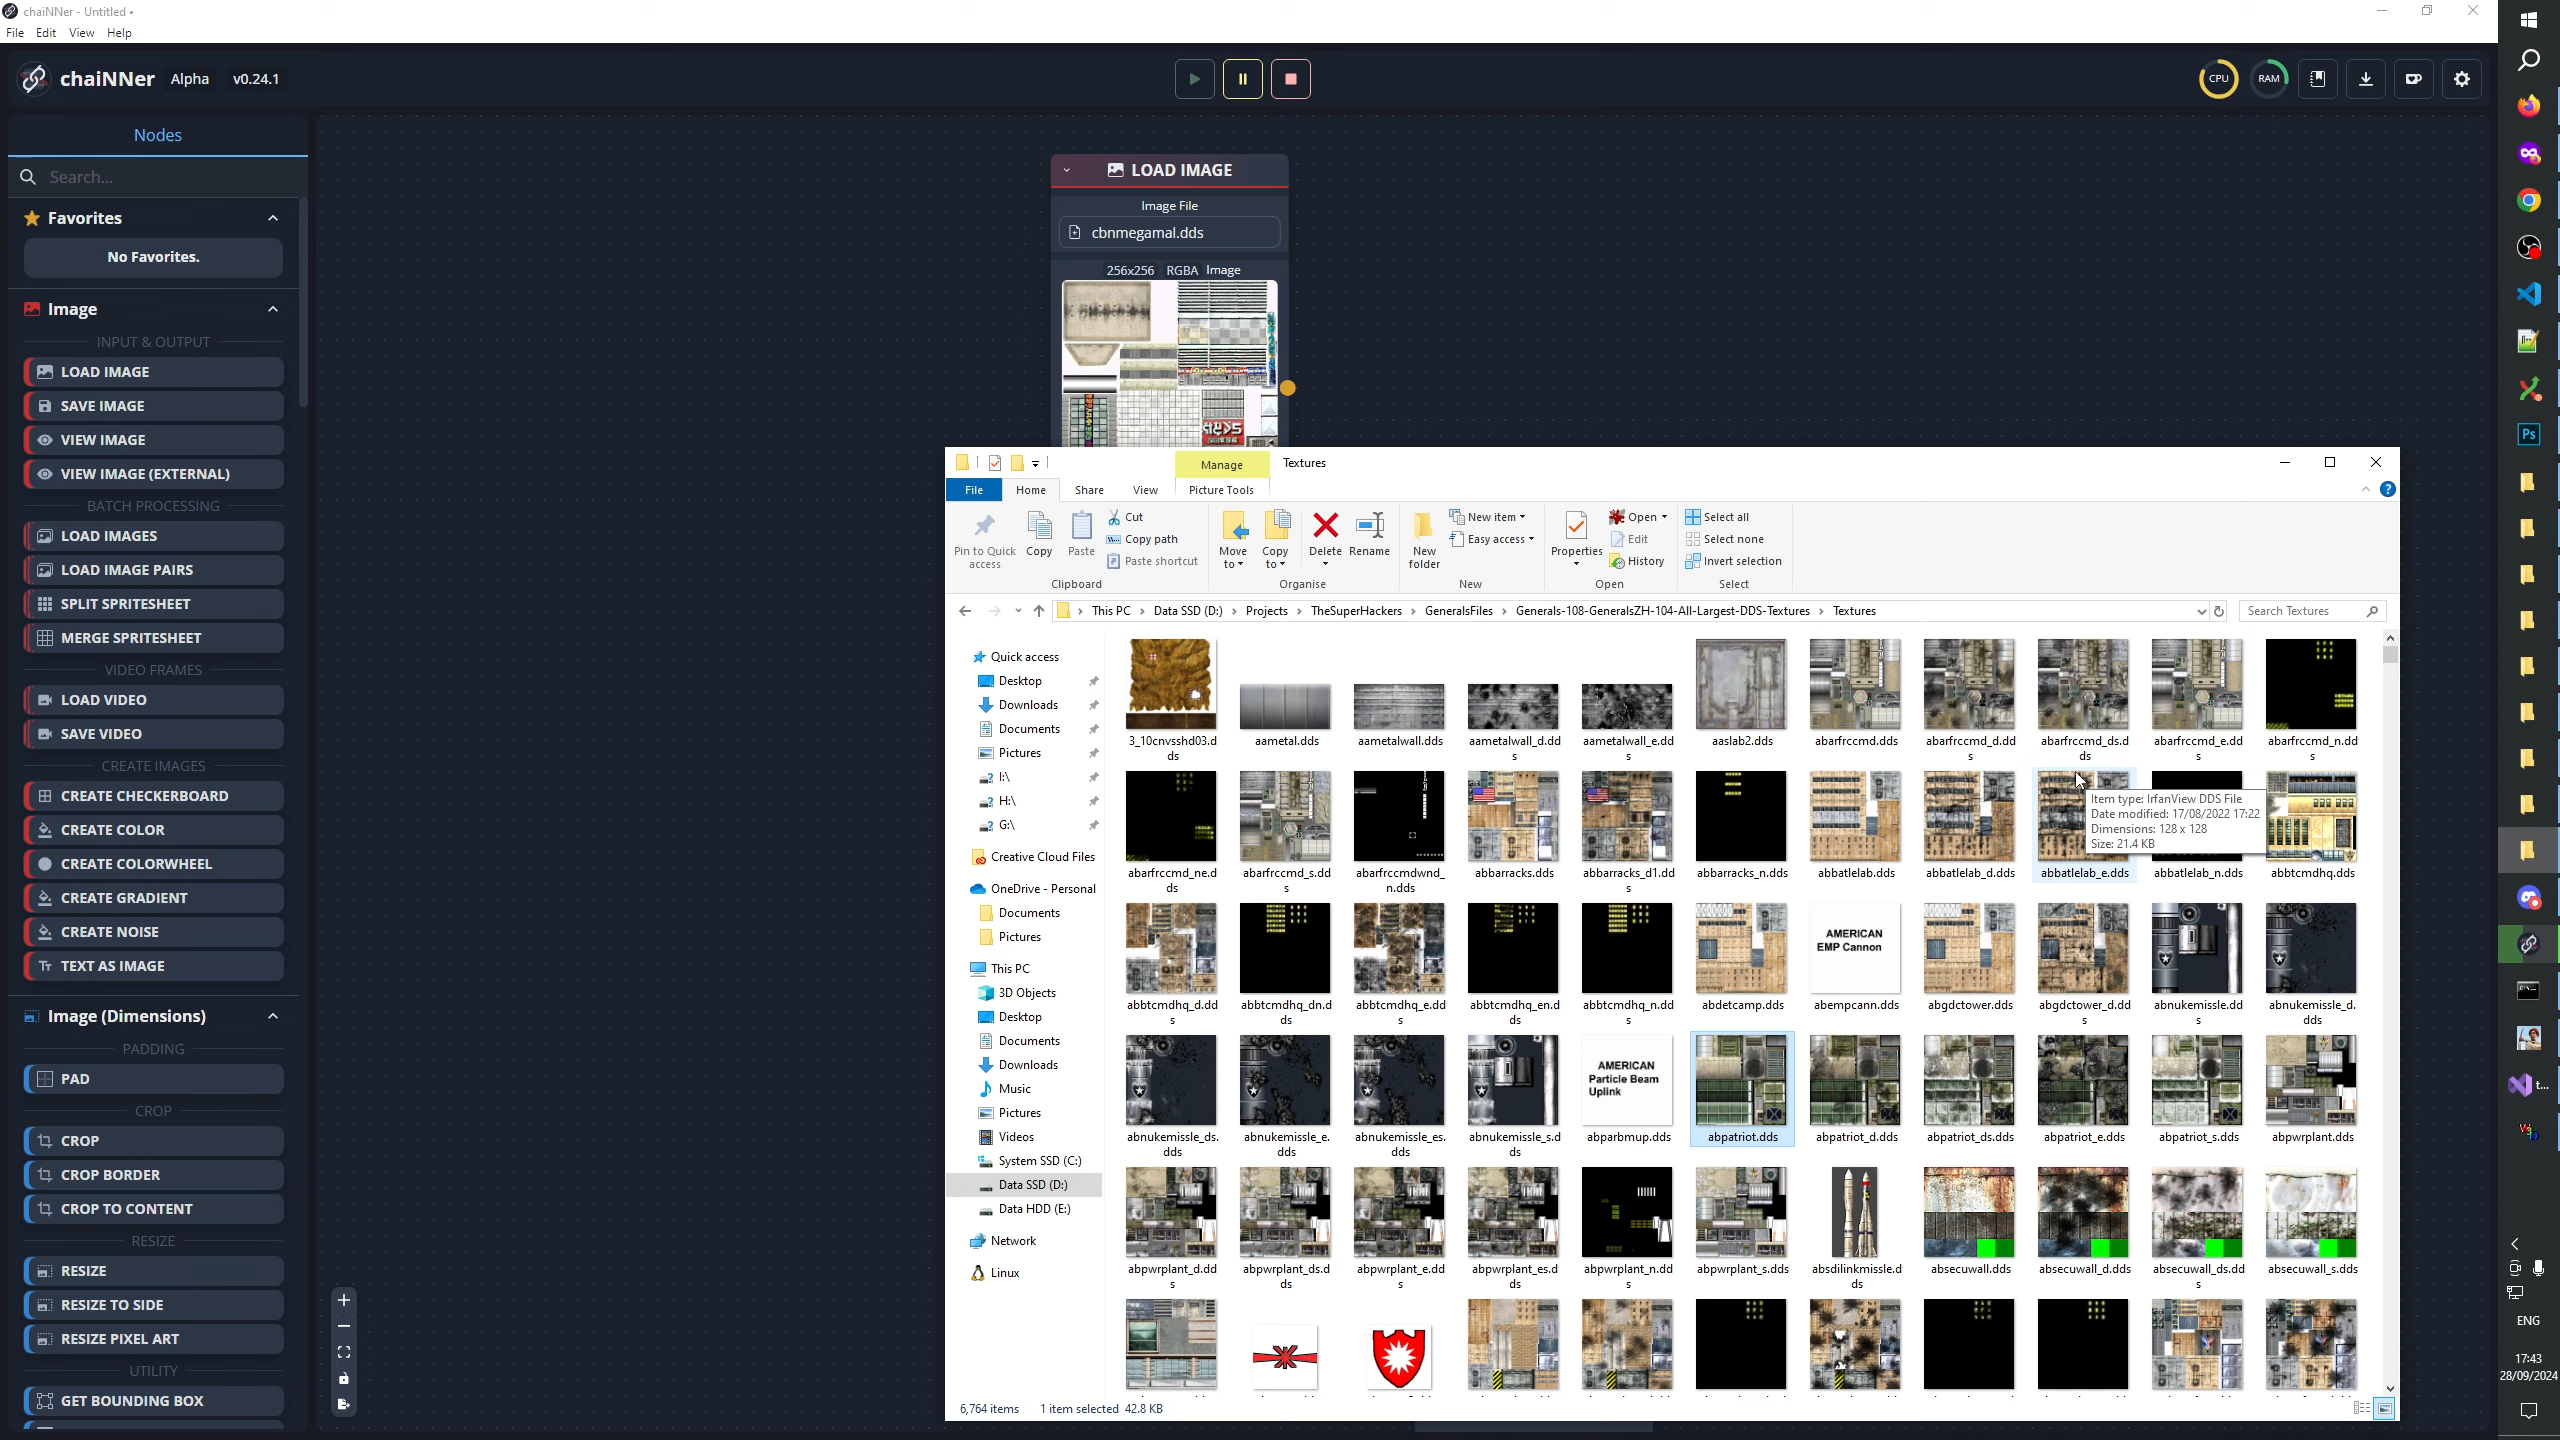 chaiNNer - Untitled •
File Edit View Help
chaiNNer Alpha v0.24.1
CPU RAM
Nodes
Search...
Favorites
No Favorites.
Image
INPUT & OUTPUT
LOAD IMAGE
SAVE IMAGE
VIEW IMAGE
VIEW IMAGE (EXTERNAL)
BATCH PROCESSING
LOAD IMAGES
LOAD IMAGE PAIRS
SPLIT SPRITESHEET
MERGE SPRITESHEET
VIDEO FRAMES
LOAD VIDEO
SAVE VIDEO
CREATE IMAGES
CREATE CHECKERBOARD
CREATE COLOR
CREATE COLORWHEEL
CREATE GRADIENT
CREATE NOISE
TEXT AS IMAGE
Image (Dimensions)
PADDING
PAD
CROP
CROP
CROP BORDER
CROP TO CONTENT
RESIZE
RESIZE
RESIZE TO SIDE
RESIZE PIXEL ART
UTILITY
GET BOUNDING BOX
LOAD IMAGE
Image File
cbnmegamal.dds
256x256 RGBA Image
Manage Textures
File Home Share View Picture Tools
Pin to Quick access
Copy
Paste
Cut
Copy path
Paste shortcut
Clipboard
Move to
Copy to
Delete
Rename
Organise
New folder
New item
Easy access
New
Properties
Open
Edit
History
Open
Select all
Select none
Invert selection
Select
This PC Data SSD (D:) Projects TheSuperHackers GeneralsFiles Generals-108-GeneralsZH-104-All-Largest-DDS-Textures Textures
Search Textures
Quick access
Desktop
Downloads
Documents
Pictures
I:\
H:\
G:\
Creative Cloud Files
OneDrive - Personal
Documents
Pictures
This PC
3D Objects
Desktop
Documents
Downloads
Music
Pictures
Videos
System SSD (C:)
Data SSD (D:)
Data HDD (E:)
Network
Linux
3_10cnvsshd03.dds aametal.dds aametalwall.dds aametalwall_d.dds aametalwall_e.dds aaslab2.dds abarfrccmd.dds abarfrccmd_d.dds abarfrccmd_ds.dds abarfrccmd_e.dds abarfrccmd_n.dds
abarfrccmd_ne.dds abarfrccmd_s.dds abarfrccmdwnd_n.dds abbarracks.dds abbarracks_d1.dds abbarracks_n.dds abbatlelab.dds abbatlelab_d.dds abbatlelab_e.dds abbatlelab_n.dds abbtcmdhq.dds
Item type: IrfanView DDS File
Date modified: 17/08/2022 17:22
Dimensions: 128 x 128
Size: 21.4 KB
AMERICAN
EMP Cannon
abbtcmdhq_d.dds abbtcmdhq_dn.dds abbtcmdhq_e.dds abbtcmdhq_en.dds abbtcmdhq_n.dds abdetcamp.dds abempcann.dds abgdctower.dds abgdctower_d.dds abnukemissle.dds abnukemissle_d.dds
AMERICAN
Particle Beam
Uplink
abnukemissle_ds.dds abnukemissle_e.dds abnukemissle_es.dds abnukemissle_s.dds abparbmup.dds abpatriot.dds abpatriot_d.dds abpatriot_ds.dds abpatriot_e.dds abpatriot_s.dds abpwrplant.dds
abpwrplant_d.dds abpwrplant_ds.dds abpwrplant_e.dds abpwrplant_es.dds abpwrplant_n.dds abpwrplant_s.dds absdilinkmissle.dds absecuwall.dds absecuwall_d.dds absecuwall_ds.dds absecuwall_s.dds
6,764 items 1 item selected 42.8 KB
Ps
t...
ENG
17:43
28/09/2024